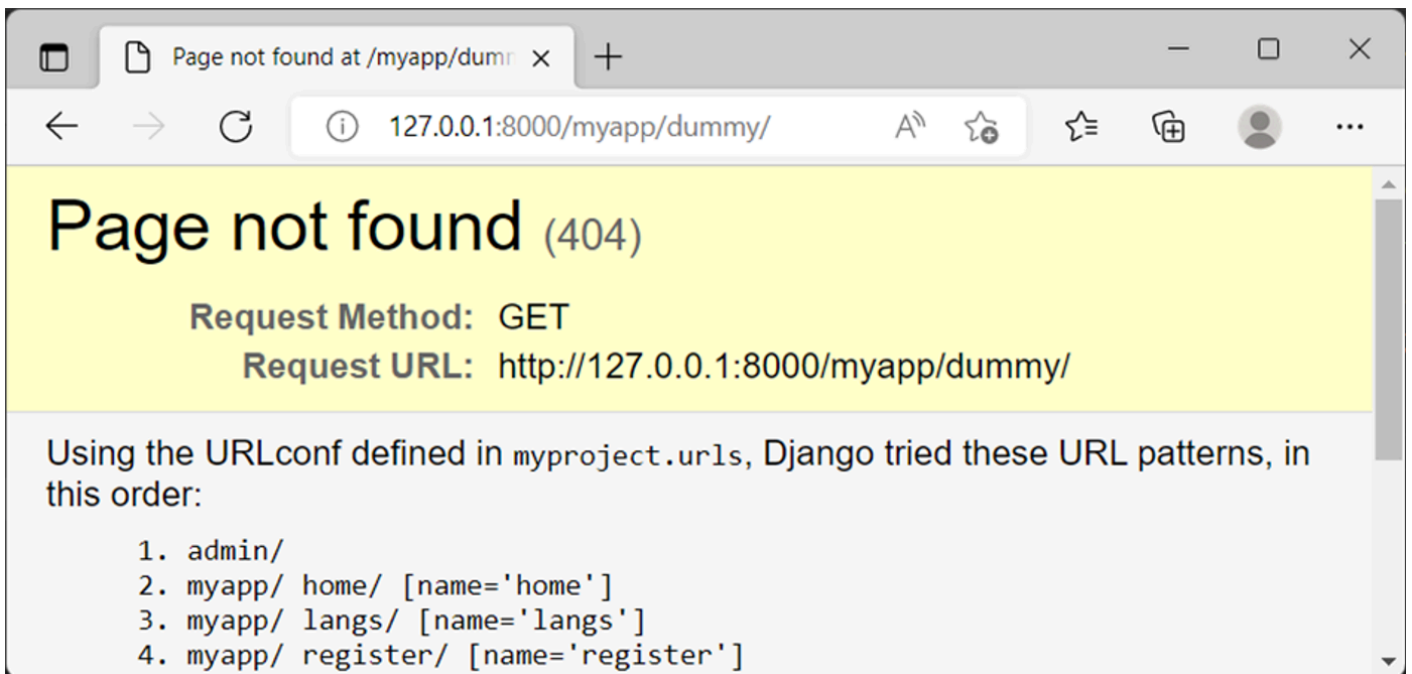 Page not found at /myapp/dumm
127.0.0.1:8000/myapp/dummy/
Page not found (404)
Request Method: GET
Request URL: http://127.0.0.1:8000/myapp/dummy/
Using the URLconf defined in myproject.urls, Django tried these URL patterns, in
this order:
1. admin/
2. myapp/ home/ [name='home']
3. myapp/ langs/ [name='langs']
4. myapp/ register/ [name='register']